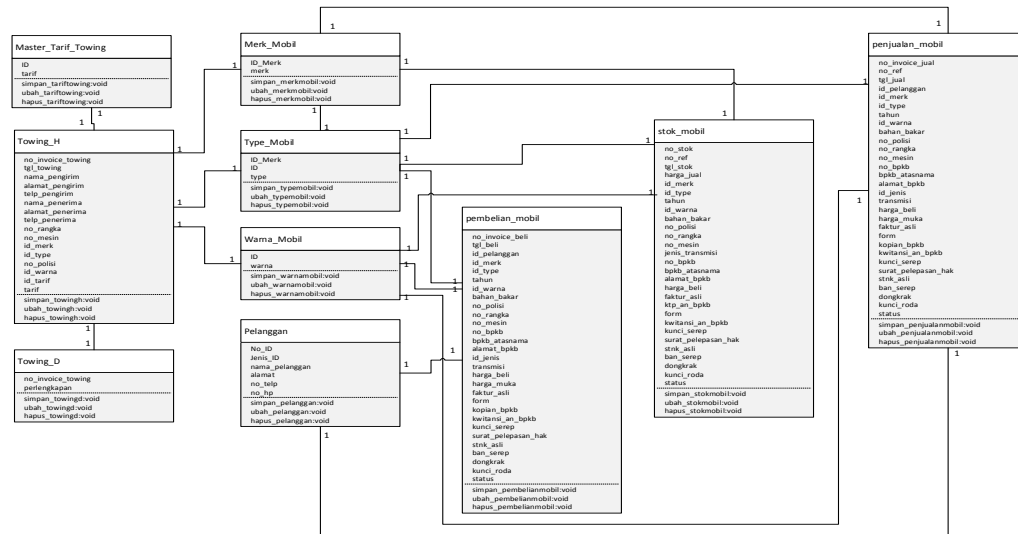 Master_Tarif_Towing
ID
tarif
simpan_tariftowing:void
ubah_tariftowing:void
hapus_tariftowing:void
Towing_H
no_invoice_towing
tgl_towing
nama_pengirim
alamat_pengirim
telp_pengirim
nama_penerima
alamat_penerima
telp_penerima
no_rangka
no_mesin
id_merk
id_type
no_polisi
id_warna
id_tarif
tarif
simpan_towingh:void
ubah_towingh:void
hapus_towingh:void
Towing_D
no_invoice_towing
perlengkapan
simpan_towingd:void
ubah_towingd:void
hapus_towingd:void
Merk_Mobil
ID_Merk
merk
simpan_merkmobil:void
ubah_merkmobil:void
hapus_merkmobil:void
Type_Mobil
ID_Merk
ID
type
simpan_typemobil:void
ubah_typemobil:void
hapus_typemobil:void
Warna_Mobil
ID
warna
simpan_warnamobil:void
ubah_warnamobil:void
hapus_warnamobil:void
Pelanggan
No_ID
Jenis_ID
nama_pelanggan
alamat
no_telp
no_hp
simpan_pelanggan:void
ubah_pelanggan:void
hapus_pelanggan:void
pembelian_mobil
no_invoice_beli
tgl_beli
id_pelanggan
id_merk
id_type
tahun
id_warna
bahan_bakar
no_polisi
no_rangka
no_mesin
no_bpkb
bpkb_atasnama
alamat_bpkb
id_jenis
transmisi
harga_beli
harga_muka
faktur_asli
form
kopian_bpkb
kwitansi_an_bpkb
kunci_serep
surat_pelepasan_hak
stnk_asli
ban_serep
dongkrak
kunci_roda
status
simpan_pembelianmobil:void
ubah_pembelianmobil:void
hapus_pembelianmobil:void
stok_mobil
no_stok
no_ref
tgl_stok
harga_jual
id_merk
id_type
tahun
id_warna
bahan_bakar
no_polisi
no_rangka
no_mesin
jenis_transmisi
no_bpkb
bpkb_atasnama
alamat_bpkb
harga_beli
faktur_asli
ktp_an_bpkb
form
kwitansi_an_bpkb
kunci_serep
surat_pelepasan_hak
stnk_asli
ban_serep
dongkrak
kunci_roda
status
simpan_stokmobil:void
ubah_stokmobil:void
hapus_stokmobil:void
penjualan_mobil
no_invoice_jual
no_ref
tgl_jual
id_pelanggan
id_merk
id_type
tahun
id_warna
bahan_bakar
no_polisi
no_rangka
no_mesin
no_bpkb
bpkb_atasnama
alamat_bpkb
id_jenis
transmisi
harga_beli
harga_muka
faktur_asli
form
kopian_bpkb
kwitansi_an_bpkb
kunci_serep
surat_pelepasan_hak
stnk_asli
ban_serep
dongkrak
kunci_roda
status
simpan_penjualanmobil:void
ubah_penjualanmobil:void
hapus_penjualanmobil:void